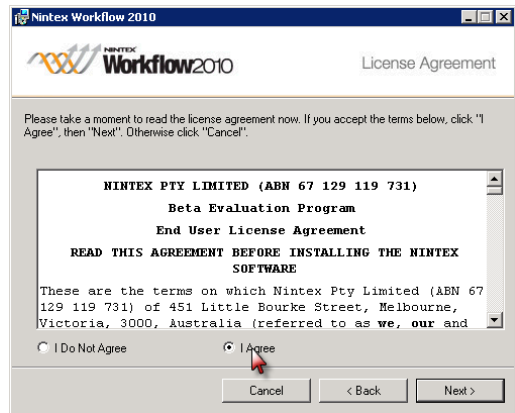 Nintex Workflow 2010
NINTEX
Workflow2010
License Agreement
Please take a moment to read the license agreement now. If you accept the terms below, click "I
Agree", then "Next". Otherwise click "Cancel".
NINTEX PTY LIMITED (ABN 67 129 119 731)
Beta Evaluation Program
End User License Agreement
READ THIS AGREEMENT BEFORE INSTALLING THE NINTEX
SOFTWARE
These are the terms on which Nintex Pty Limited (ABN 67
129 119 731) of 451 Little Bourke Street, Melbourne,
Victoria, 3000, Australia (referred to as we, our and
I Do Not Agree
I Agree
Cancel
< Back
Next >